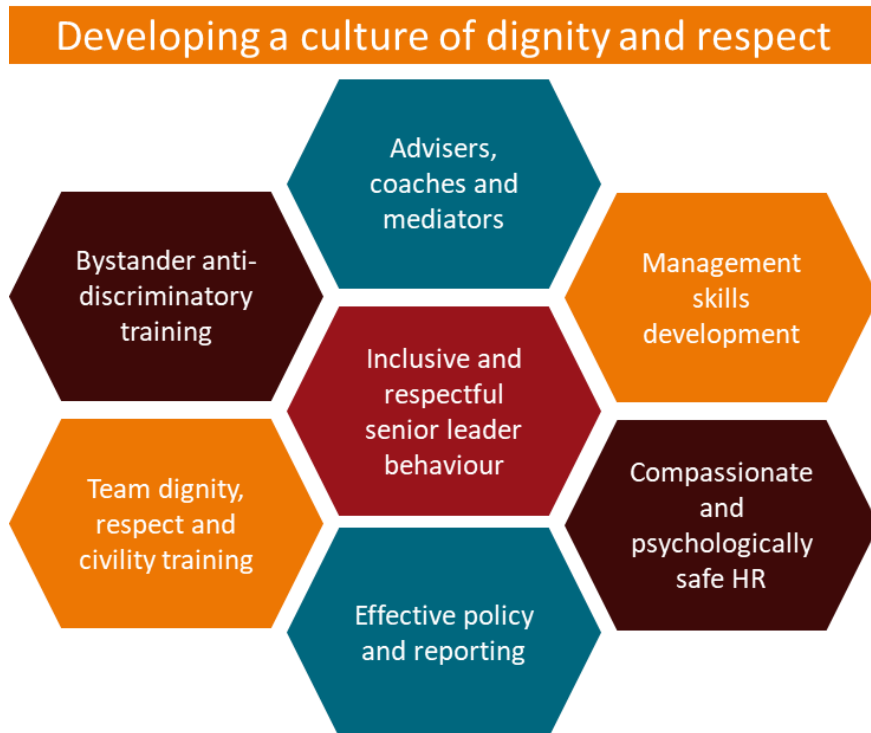 Developing a culture of dignity and respect
Advisers,
coaches and
mediators
Bystander anti-
discriminatory
training
Management
skills
development
Inclusive and
respectful
senior leader
behaviour
Team dignity,
respect and
civility training
Compassionate
and
psychologically
safe HR
Effective policy
and reporting